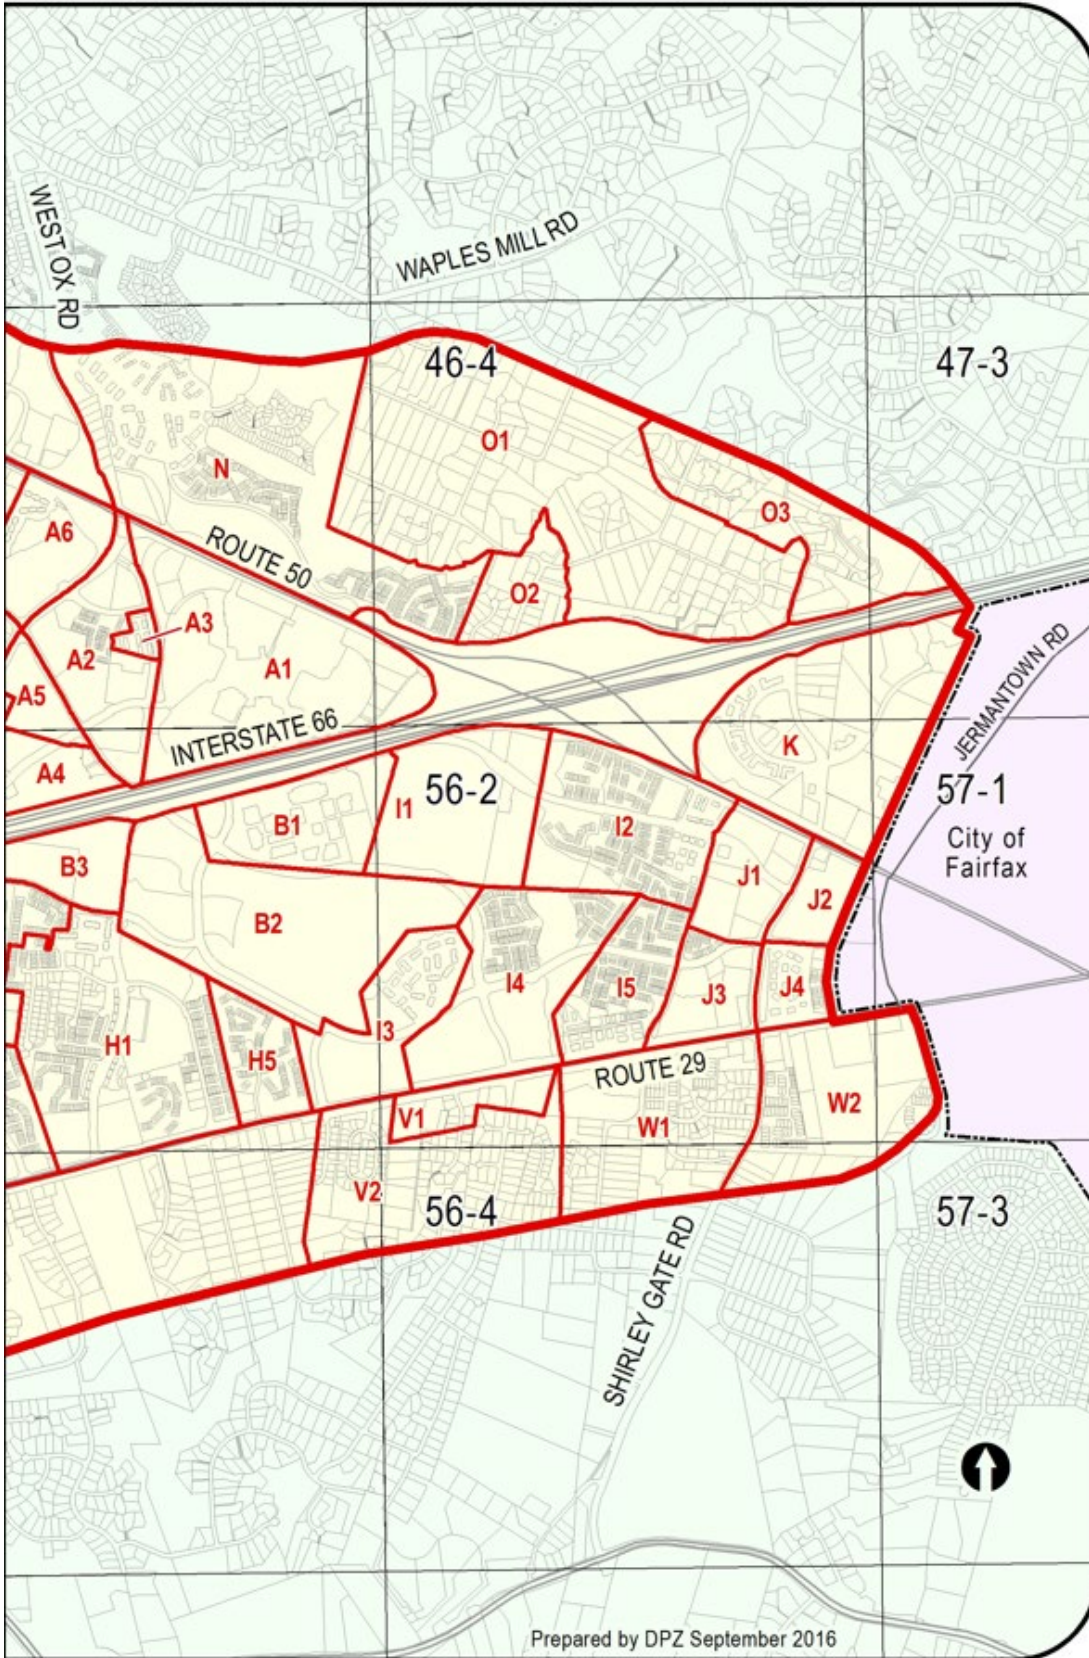 WEST OX RD
WAPLES MILL RD
46-4
47-3
O1
N
O3
A6
ROUTE 50
O2
A3
A2
A1
JERMANTOWN RD
A5
INTERSTATE 66
K
A4
56-2
57-1
I1
B1
I2
City of
Fairfax
B3
J1
J2
B2
I4
I5
J3
J4
I3
H1
H5
ROUTE 29
V1
W1
W2
V2
56-4
57-3
SHIRLEY GATE RD
Prepared by DPZ September 2016